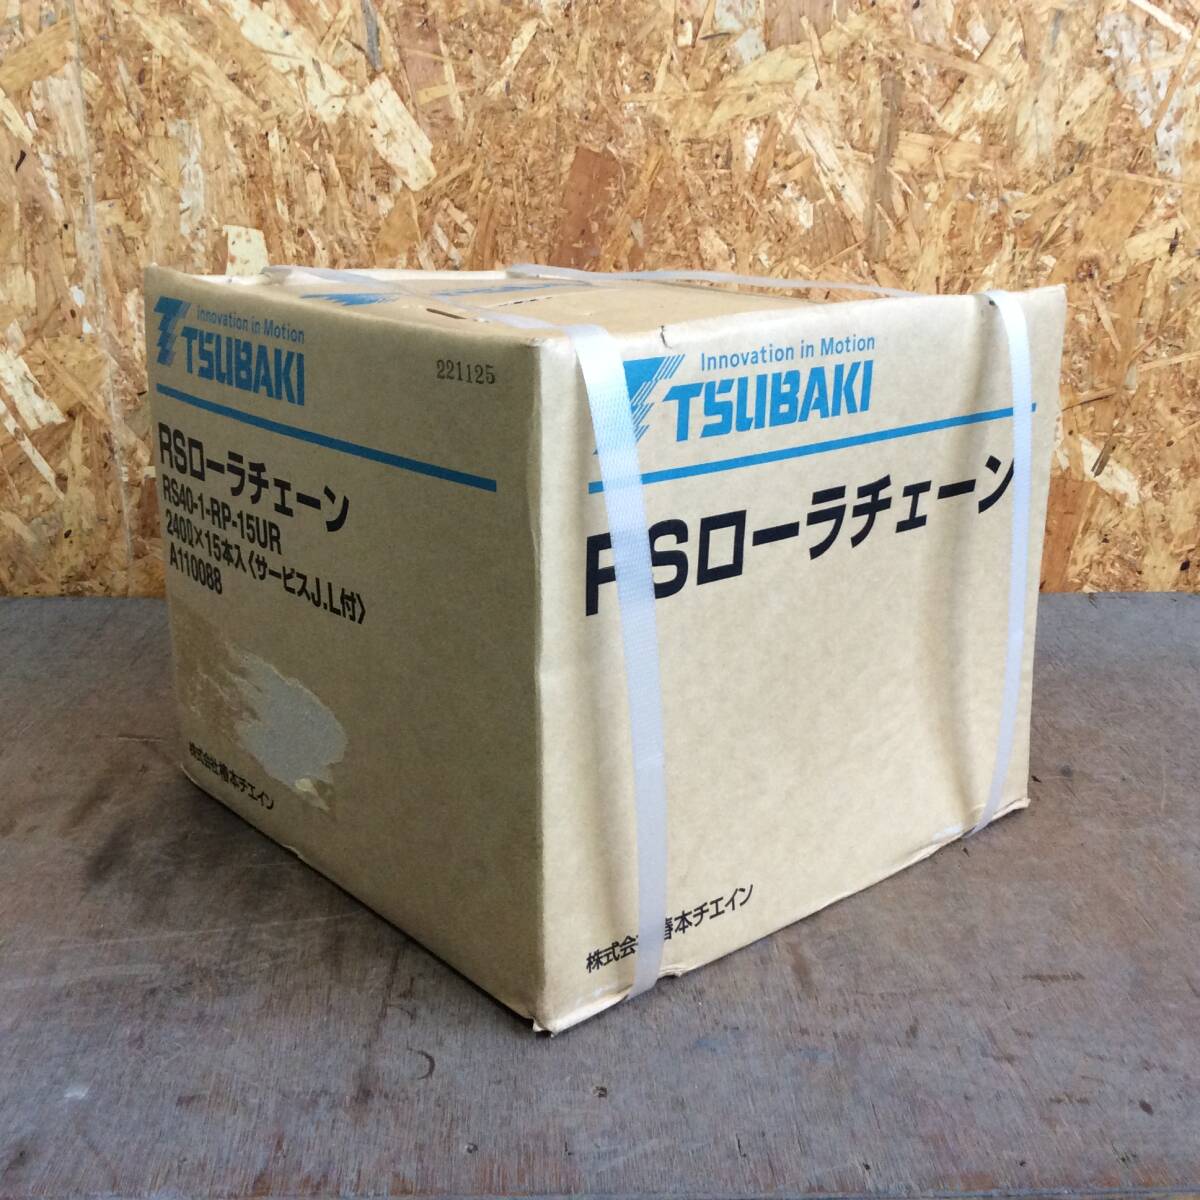 Innovation in Motion
TSUBAKI
221125
RSローラチェーン
RS40-1-RP-15UR
240ℓ×15本入〈サービスJ.L付〉
A110088
株式会社椿本チエイン
Innovation in Motion
TSUBAKI
RSローラチェーン
株式会社椿本チエイン